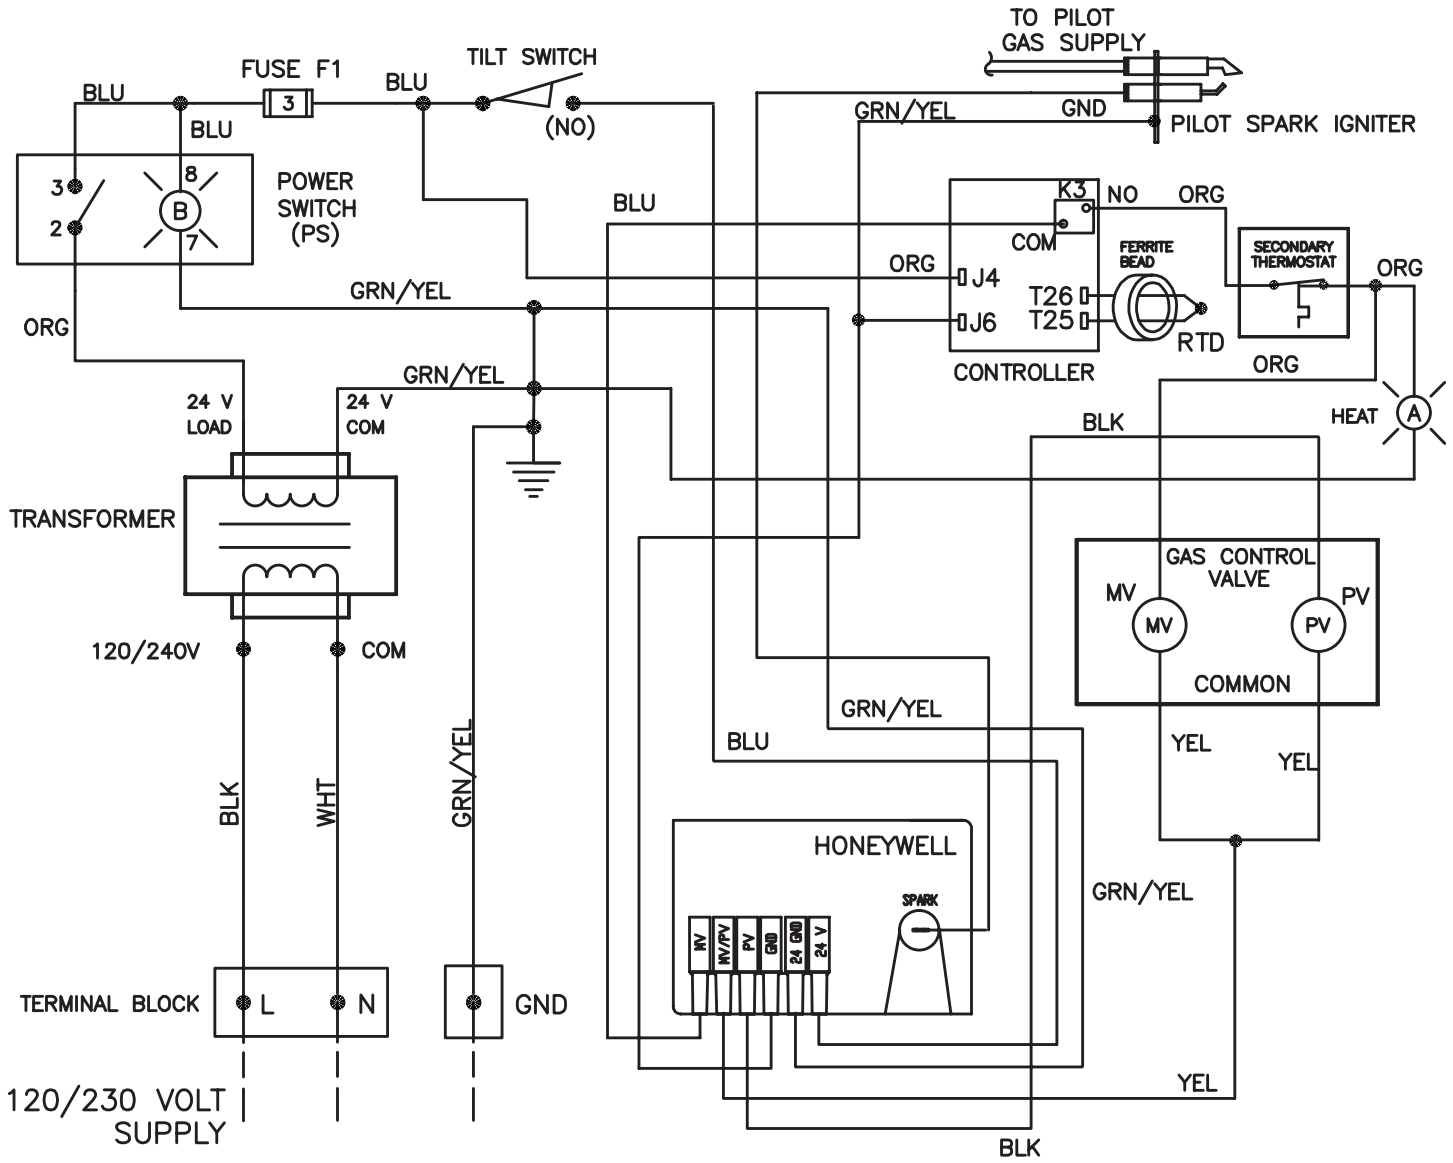 TO PILOT
GAS SUPPLY
TILT SWITCH
FUSE F1
BLU
BLU
3
BLU
(NO)
GRN/YEL
GND
PILOT SPARK IGNITER
3
2
8
B
7
POWER
SWITCH
(PS)
BLU
K3
NO
ORG
COM
FERRITE
BEAD
SECONDARY
THERMOSTAT
ORG
ORG
J4
T26
J6
T25
RTD
GRN/YEL
ORG
CONTROLLER
ORG
GRN/YEL
24 V
LOAD
24 V
COM
HEAT
A
BLK
TRANSFORMER
GAS CONTROL
VALVE
MV
PV
MV
PV
COMMON
120/240V
COM
GRN/YEL
BLU
YEL
YEL
BLK
WHT
GRN/YEL
HONEYWELL
GRN/YEL
SPARK
MV
MV/PV
PV
GND
24 GND
24 V
TERMINAL BLOCK
L
N
GND
YEL
120/230 VOLT
SUPPLY
BLK